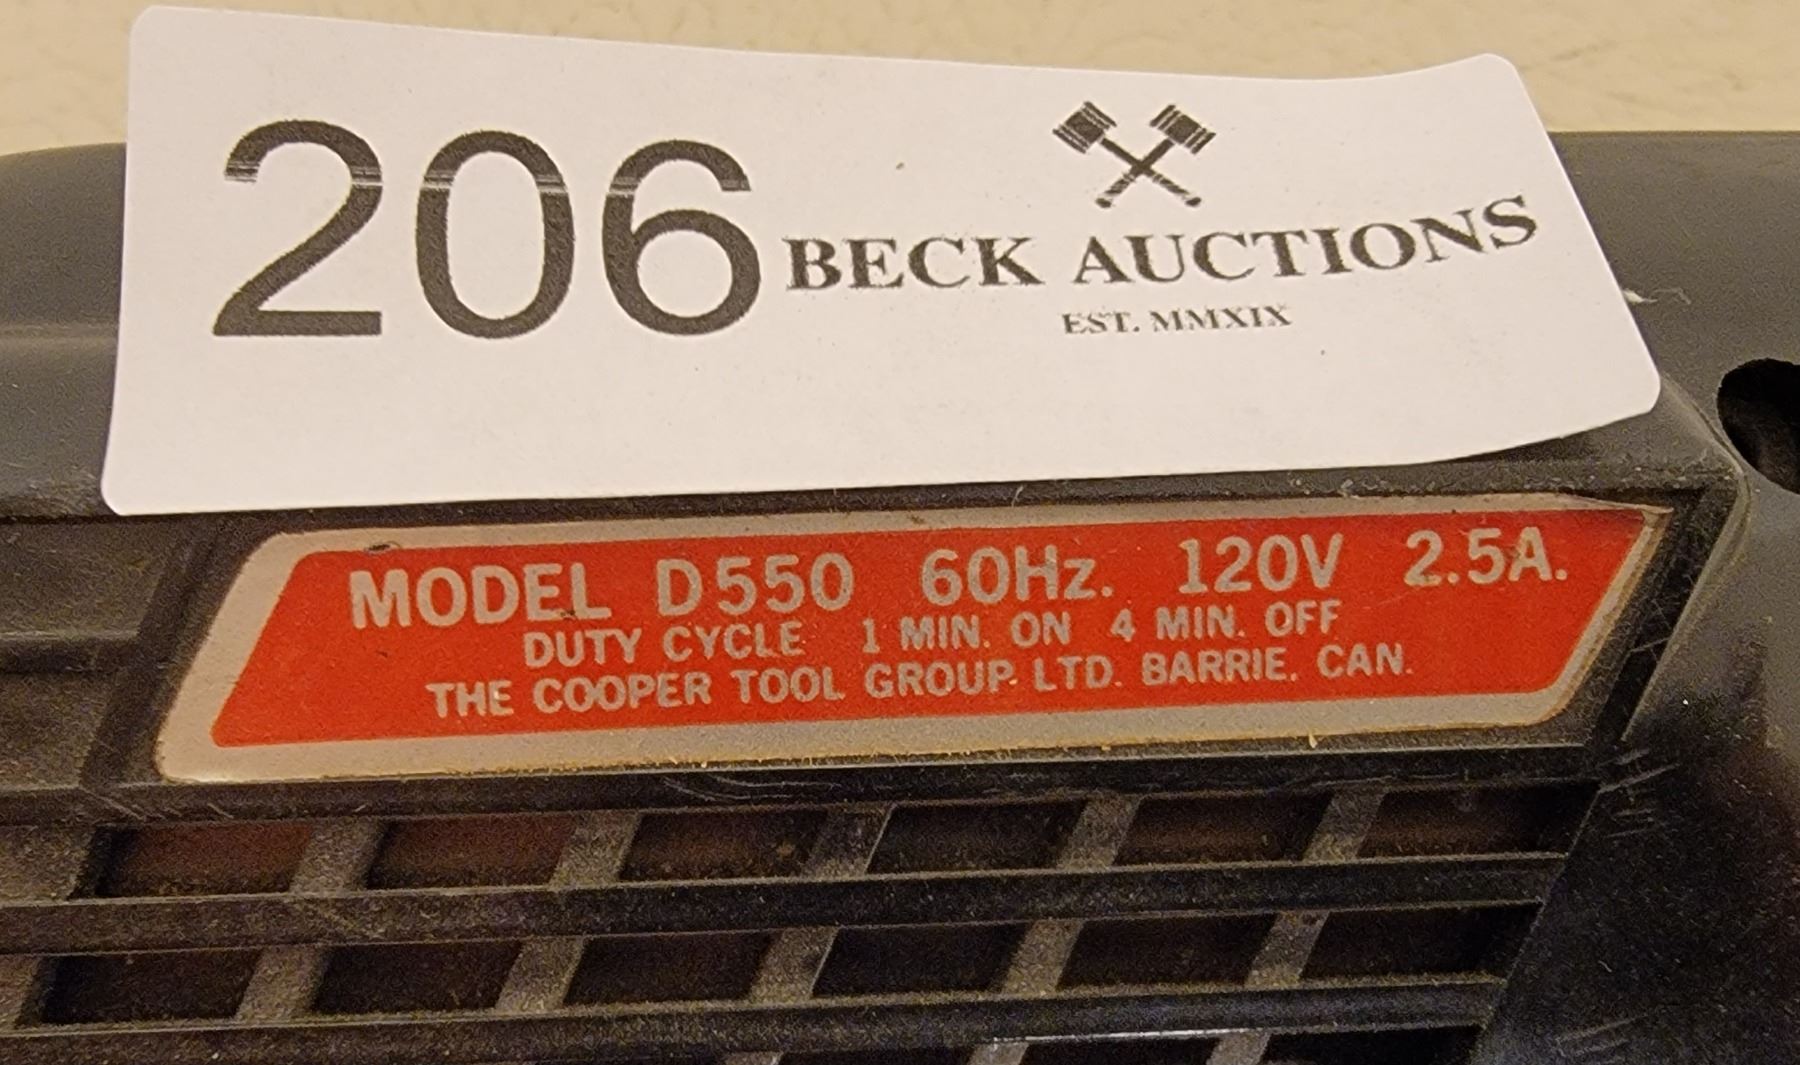 206
BECK AUCTIONS
EST. MMXIX
MODEL D550 60Hz. 120V 2.5A.
DUTY CYCLE 1 MIN. ON 4 MIN. OFF
THE COOPER TOOL GROUP LTD. BARRIE, CAN.